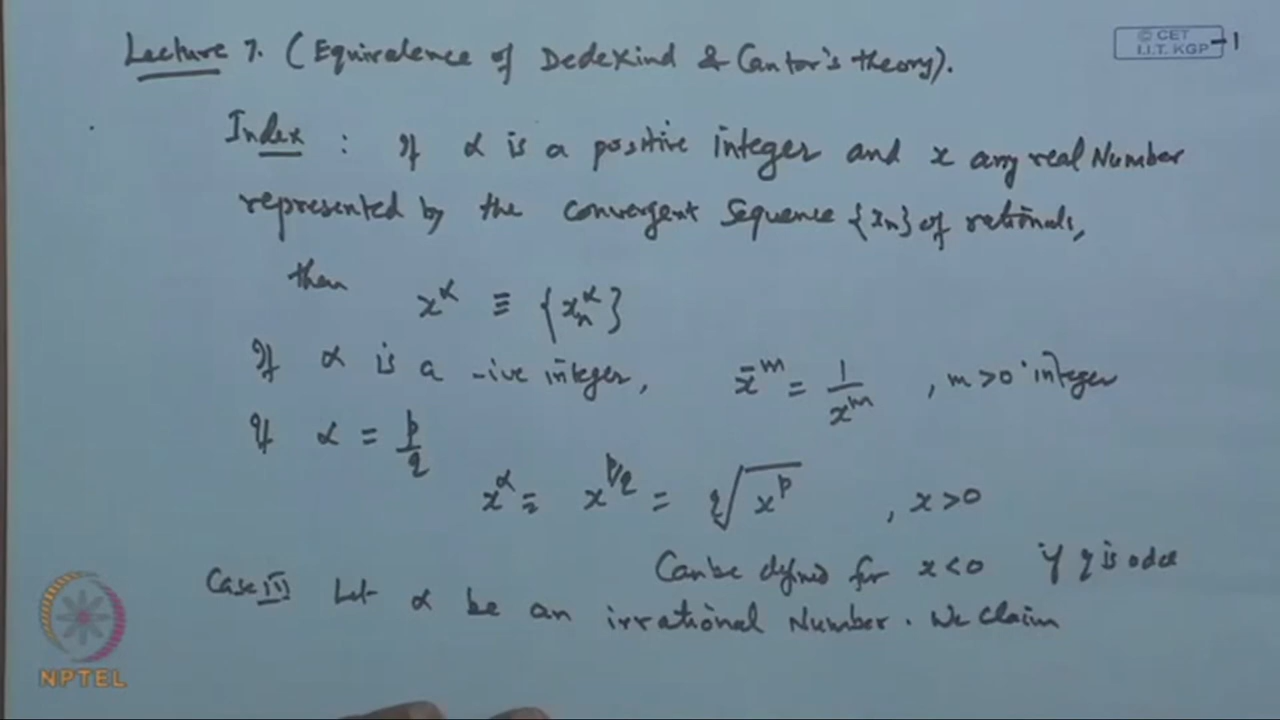 Lecture 7. (Equivalence of Dedekind & Cantor's theory).
© CET
I.I.T. KGP
-1
Index : If α is a positive integer and x any real Number
represented by the convergent Sequence {xn} of rationals,
then x^α ≡ {xn^α}
If α is a -ive integer, x^-m = 1/x^m , m>0 integer
If α = p/q
x^α = x^p/q = q√x^p , x>0
Can be defined for x<0 if q is odd
Case III) Let α be an irrational Number. We Claim
NPTEL